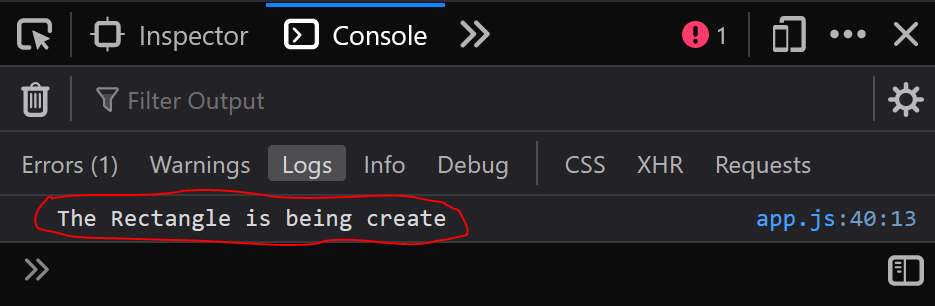 Inspector Console 1
Filter Output
Errors (1) Warnings Logs Info Debug CSS XHR Requests
The Rectangle is being create app.js:40:13